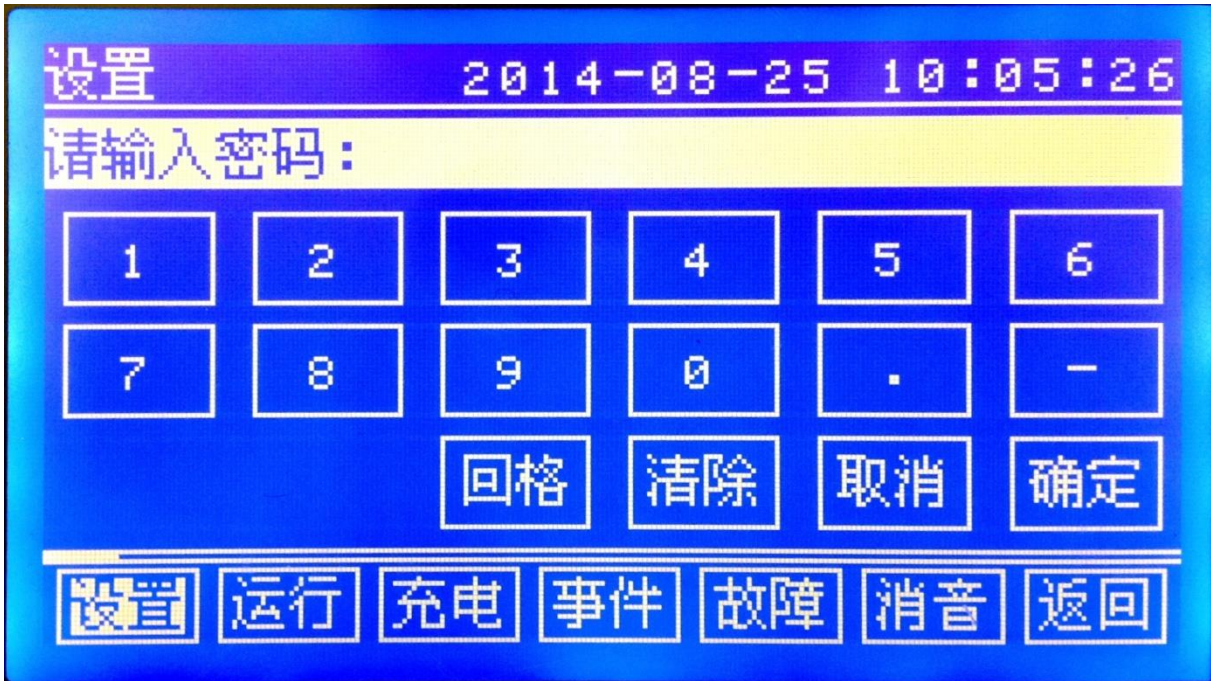 设置 2014-08-25 10:05:26
请输入密码:
1 2 3 4 5 6
7 8 9 0 . -
回格 清除 取消 确定
设置 运行 充电 事件 故障 消音 返回